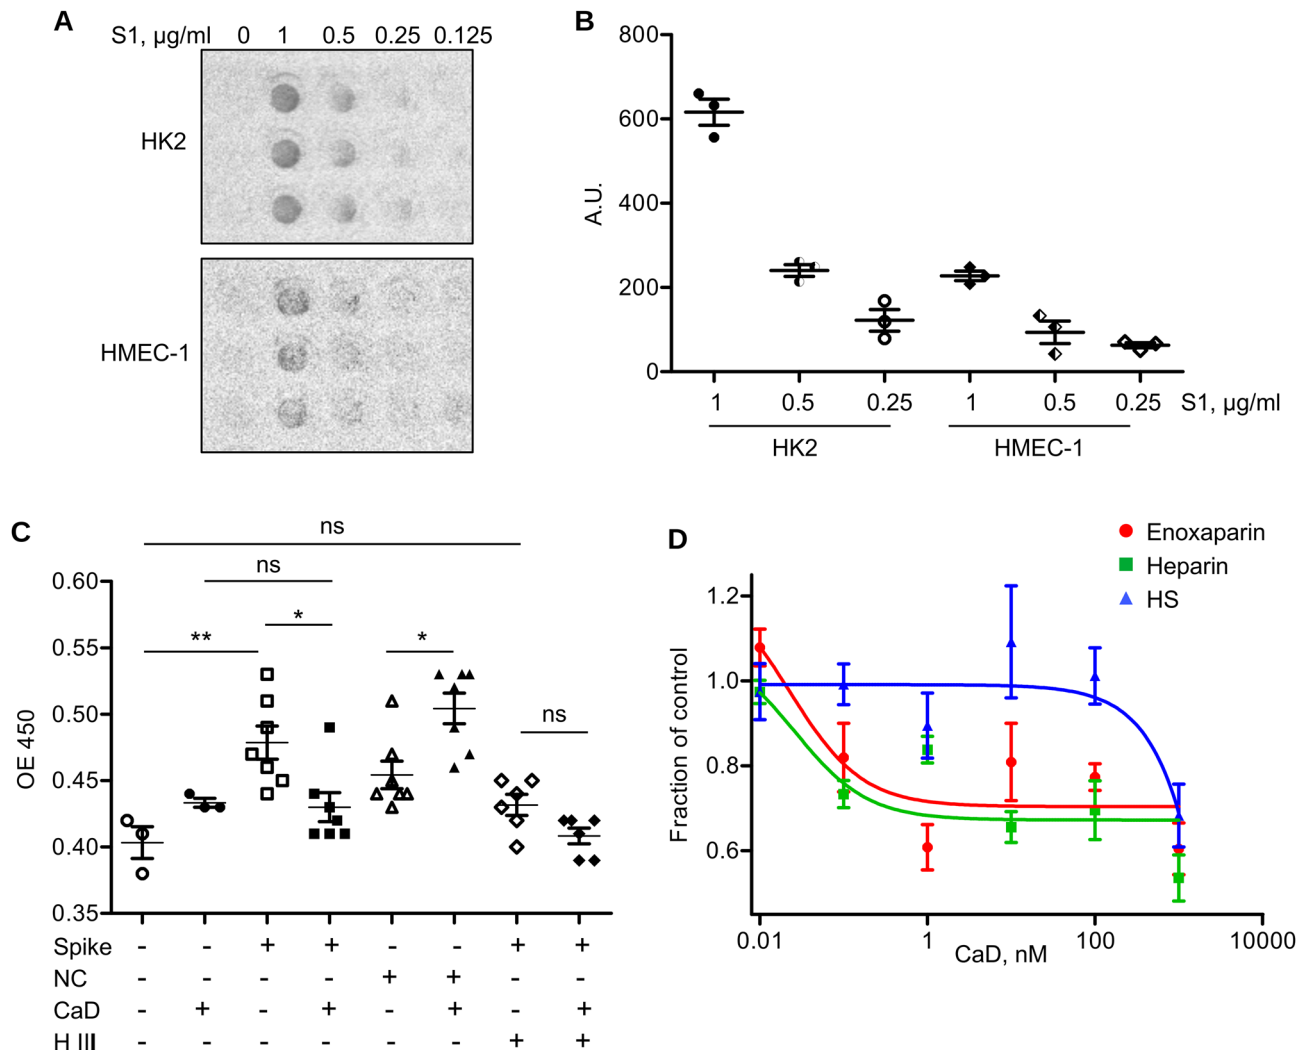 A
S1, µg/ml 0 1 0.5 0.25 0.125
HK2
HMEC-1
B
800
600
400
200
0
A.U.
1 0.5 0.25 1 0.5 0.25 S1, µg/ml
HK2 HMEC-1
C
ns
ns
*
** *
ns
0.60
0.55
0.50
0.45
0.40
0.35
OE 450
Spike - - + + - - + +
NC - - - - + + - -
CaD - + - + - + - +
H III - - - - - - + +
D
Enoxaparin
Heparin
HS
1.2
1.0
0.8
0.6
Fraction of control
0.01 1 100 10000
CaD, nM